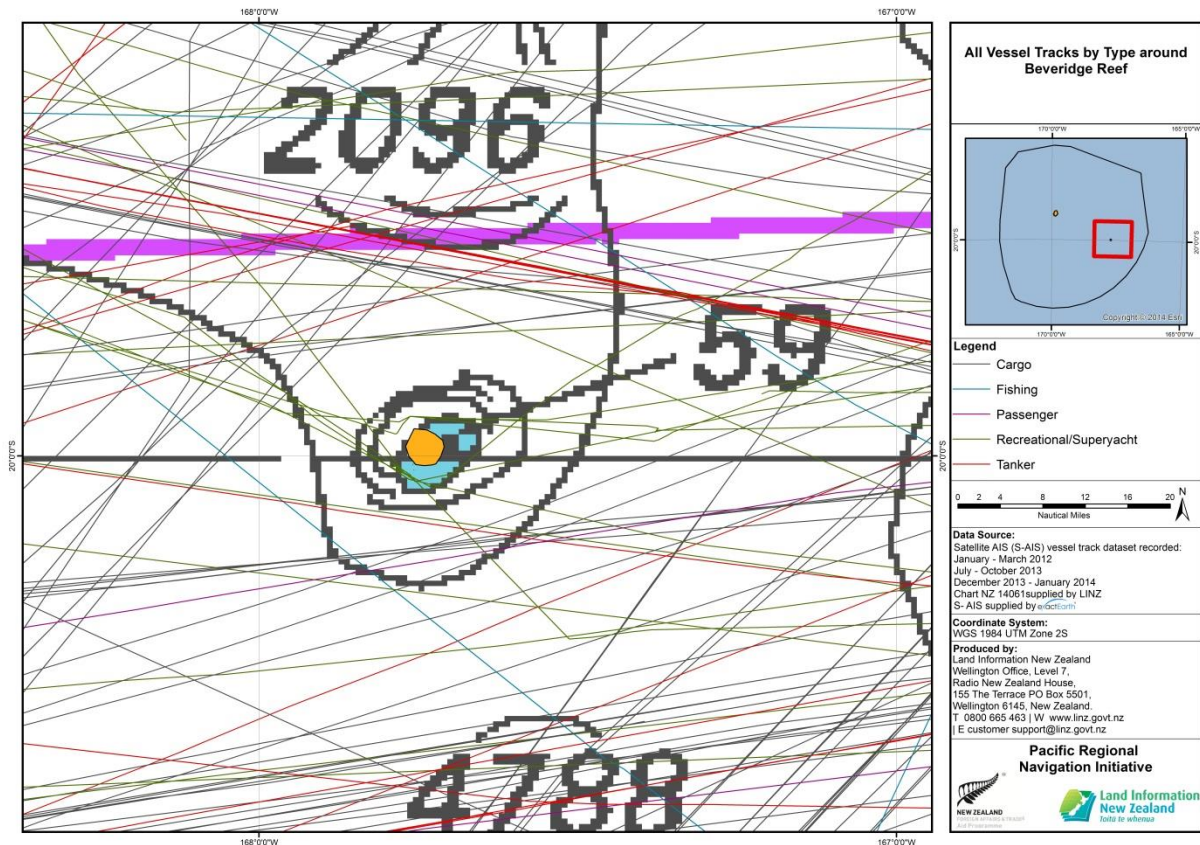 168°0'0"W
167°0'0"W
2096
59
4788
20°0'0"S
20°0'0"S
168°0'0"W
167°0'0"W
All Vessel Tracks by Type around
Beveridge Reef
170°0'0"W
165°0'0"W
20°0'0"S
20°0'0"S
Copyright © 2014 Esri
170°0'0"W
165°0'0"W
Legend
Cargo
Fishing
Passenger
Recreational/Superyacht
Tanker
0 2 4 8 12 16 20
Nautical Miles
N
Data Source:
Satellite AIS (S-AIS) vessel track dataset recorded:
January - March 2012
July - October 2013
December 2013 - January 2014
Chart NZ 14061supplied by LINZ
S- AIS supplied by exactEarth
Coordinate System:
WGS 1984 UTM Zone 2S
Produced by:
Land Information New Zealand
Wellington Office, Level 7,
Radio New Zealand House,
155 The Terrace PO Box 5501,
Wellington 6145, New Zealand.
T 0800 665 463 | W www.linz.govt.nz
| E customer support@linz.govt.nz
Pacific Regional
Navigation Initiative
NEW ZEALAND
FOREIGN AFFAIRS & TRADE
Aid Programme
Land Information
New Zealand
Toitū te whenua